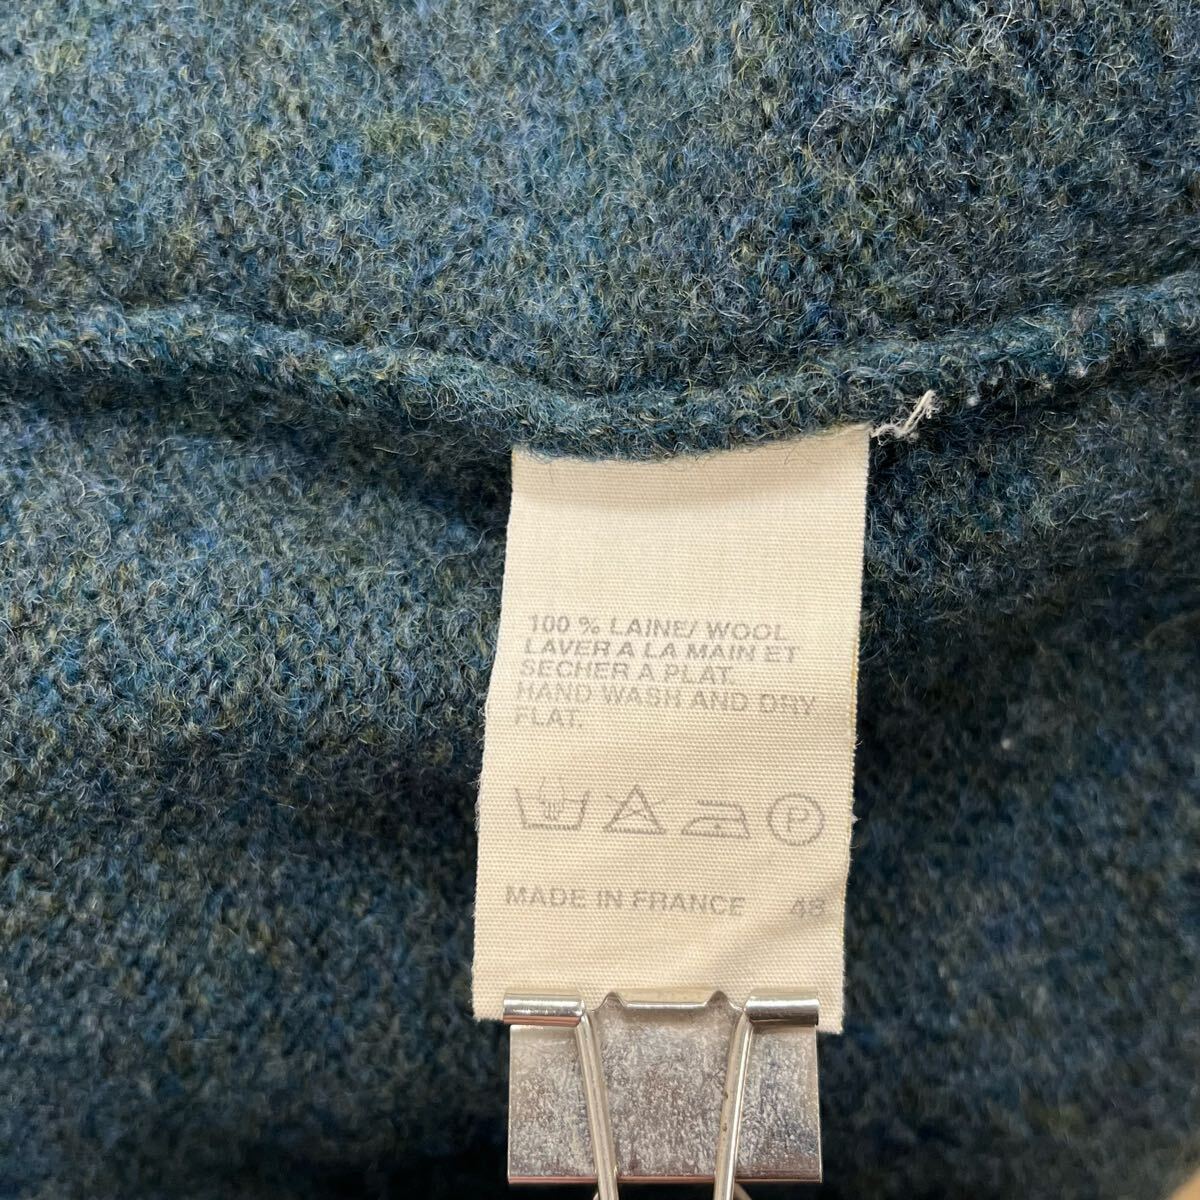 100 % LAINE/ WOOL
LAVER A LA MAIN ET
SECHER A PLAT.
HAND WASH AND DRY
FLAT.
P
MADE IN FRANCE 48